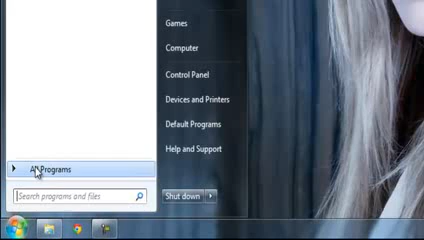 Games
Computer
Control Panel
Devices and Printers
Default Programs
Help and Support
All Programs
Search programs and files
Shut down